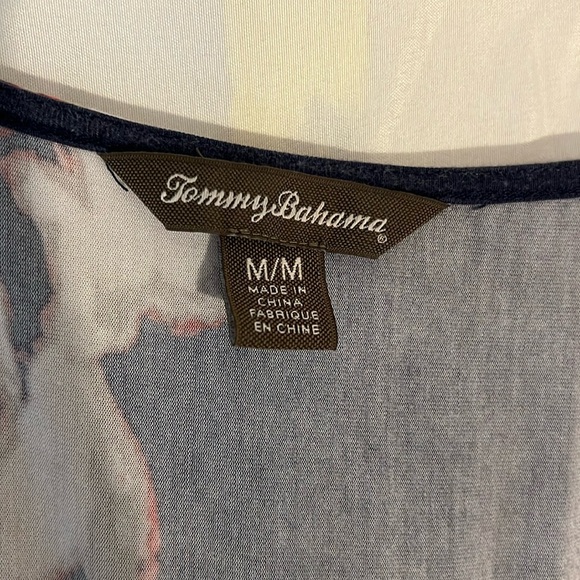 Tommy Bahama®
M/M
MADE IN
CHINA
FABRIQUE
EN CHINE